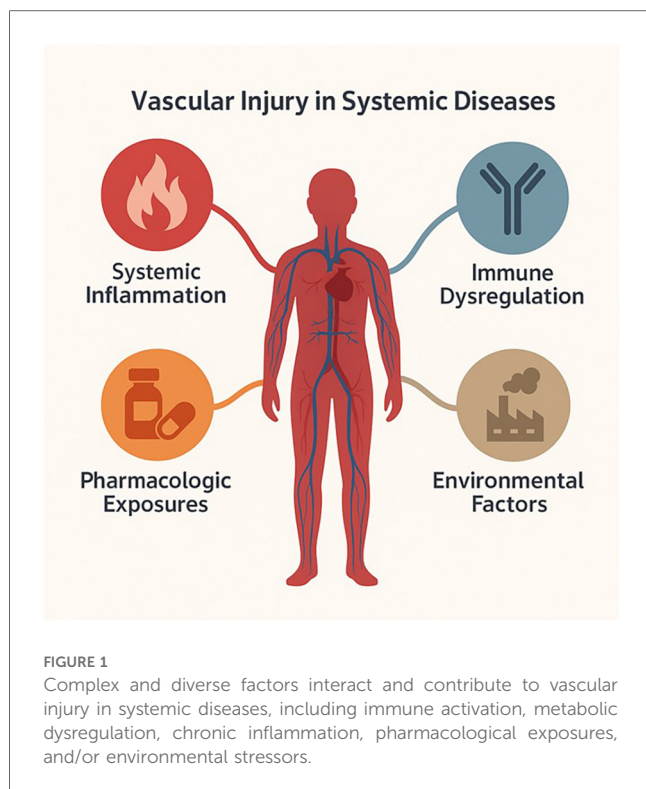 Vascular Injury in Systemic Diseases
Systemic
Inflammation
Immune
Dysregulation
Pharmacologic
Exposures
Environmental
Factors
FIGURE 1
Complex and diverse factors interact and contribute to vascular
injury in systemic diseases, including immune activation, metabolic
dysregulation, chronic inflammation, pharmacological exposures,
and/or environmental stressors.